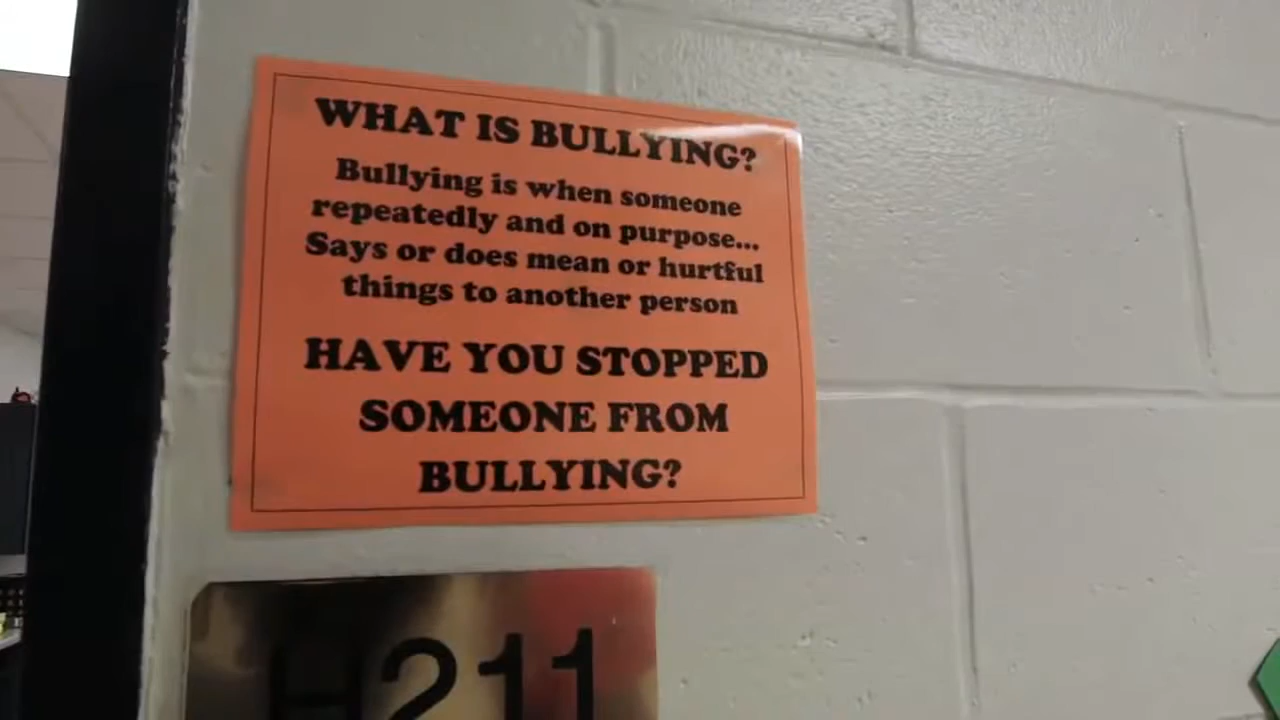 WHAT IS BULLYING?
Bullying is when someone
repeatedly and on purpose...
Says or does mean or hurtful
things to another person
HAVE YOU STOPPED
SOMEONE FROM
BULLYING?
H211